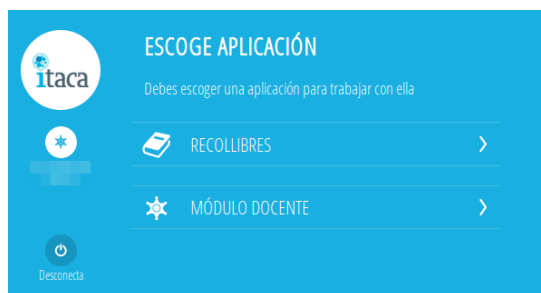 itaca
ESCOGE APLICACIÓN
Debes escoger una aplicación para trabajar con ella
RECOLLIBRES
MÓDULO DOCENTE
Desconecta